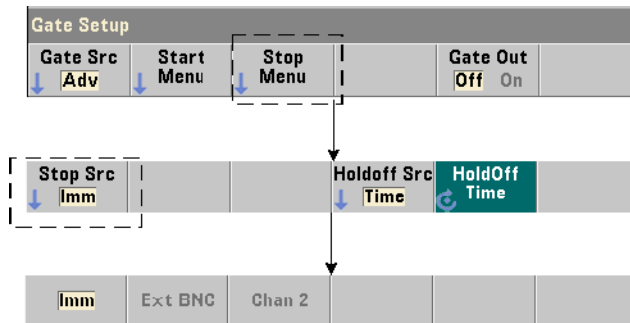 Gate Setup
Gate Src Start Stop Gate Out
Adv Menu Menu Off On
Stop Src Holdoff Src HoldOff
Imm Time Time
Imm Ext BNC Chan 2